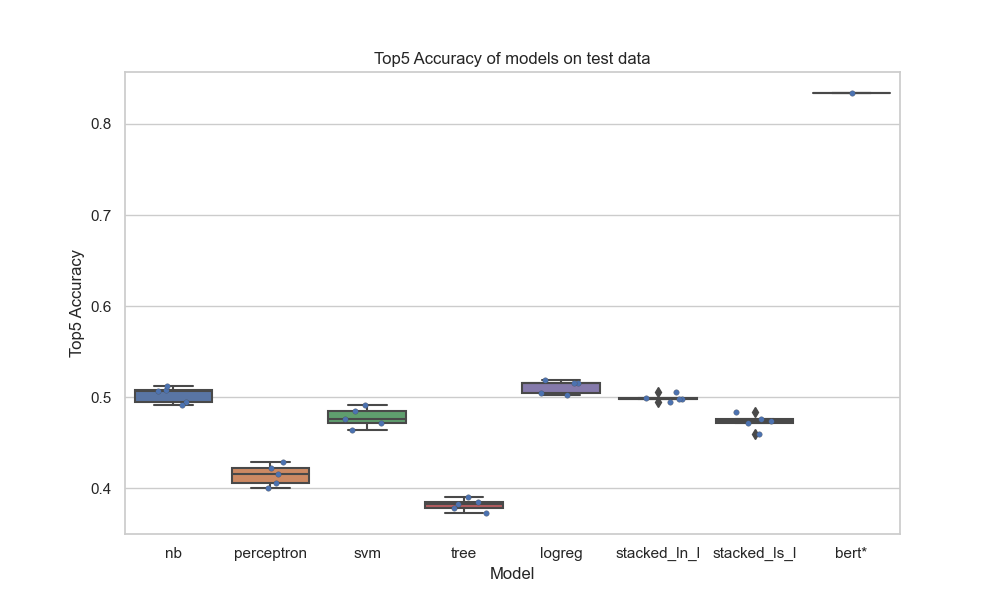 Top5 Accuracy of models on test data
Top5 Accuracy
0.8
0.7
0.6
0.5
0.4
nb perceptron svm tree logreg stacked_ln_l stacked_ls_l bert*
Model